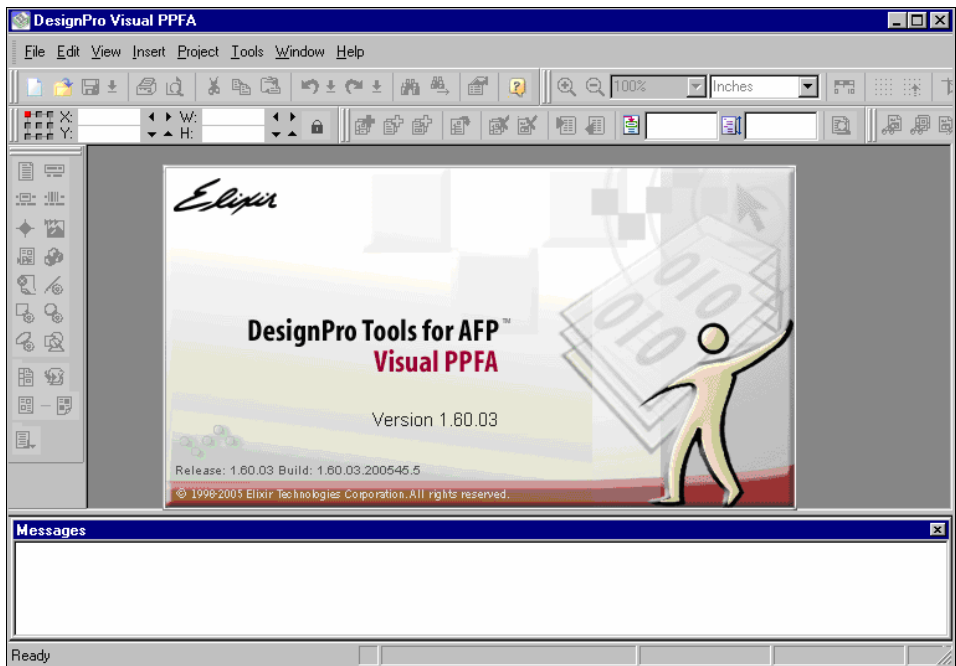 DesignPro Visual PPFA
File Edit View Insert Project Tools Window Help
100% Inches
X: W:
Y: H:
Elixir
010
010
DesignPro Tools for AFP™
Visual PPFA
Version 1.60.03
Release: 1.60.03 Build: 1.60.03.200545.5
© 1998-2005 Elixir Technologies Corporation. All rights reserved.
Messages
Ready